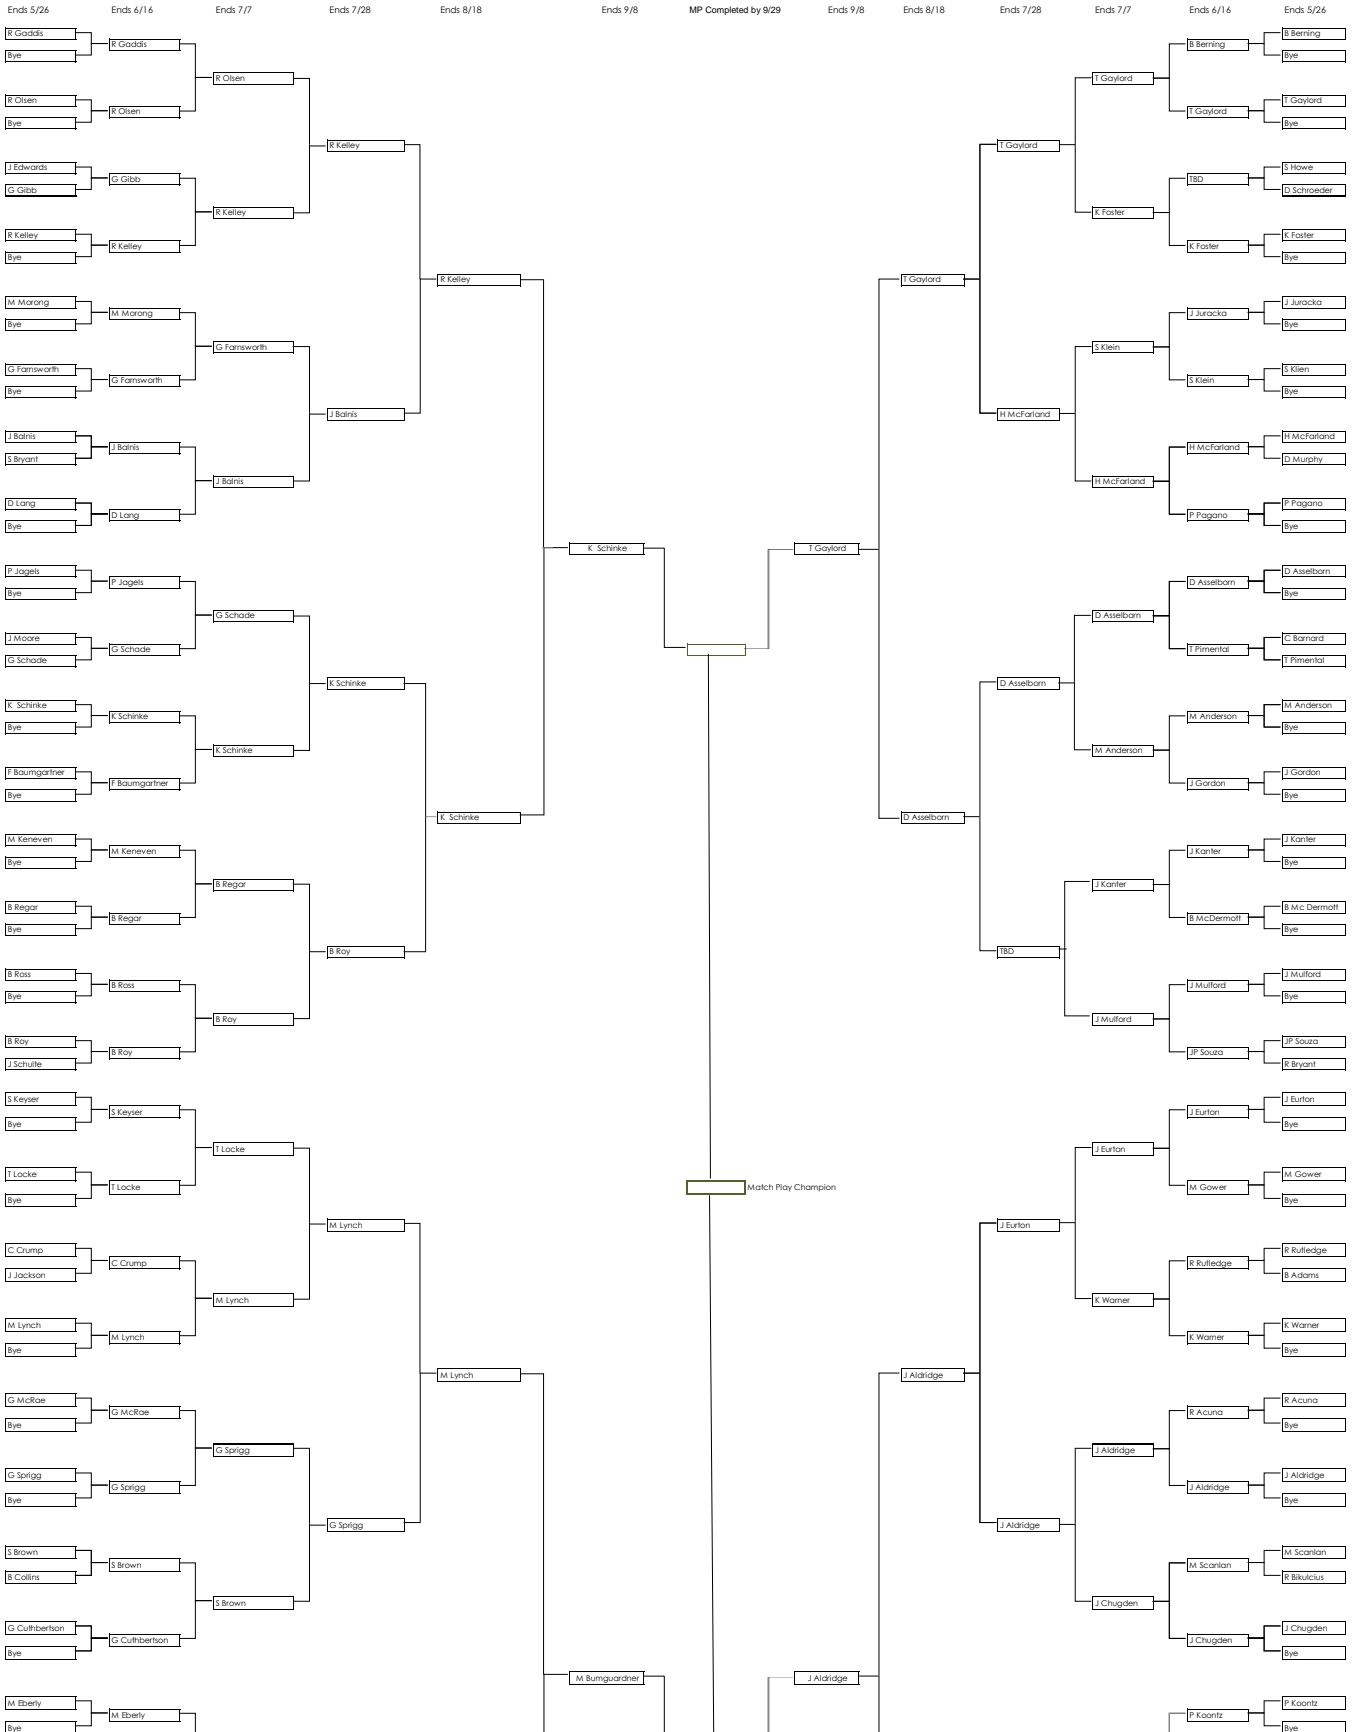 Ends 5/26 Ends 6/16 Ends 7/7 Ends 7/28 Ends 8/18 Ends 9/8 MP Completed by 9/29 Ends 9/8 Ends 8/18 Ends 7/28 Ends 7/7 Ends 6/16 Ends 5/26
R Gaddis B Berning
R Gaddis B Berning
Bye Bye
R Olsen T Gaylord
R Olsen T Gaylord
R Olsen T Gaylord
Bye Bye
R Kelley T Gaylord
J Edwards S Howe
G Gibb TBD
G Gibb D Schroeder
R Kelley K Foster
R Kelley K Foster
R Kelley K Foster
Bye Bye
R Kelley T Gaylord
M Morong J Juracka
M Morong J Juracka
Bye Bye
G Farnsworth S Klein
G Farnsworth S Klien
G Farnsworth S Klein
Bye Bye
J Balnis H McFarland
J Balnis H McFarland
J Balnis H McFarland
S Bryant D Murphy
J Balnis H McFarland
D Lang P Pagano
D Lang P Pagano
Bye Bye
K Schinke T Gaylord
P Jagels D Asselborn
P Jagels D Asselborn
Bye Bye
G Schade D Asselborn
J Moore C Barnard
G Schade T Pimental
G Schade T Pimental
K Schinke D Asselborn
K Schinke M Anderson
K Schinke M Anderson
Bye Bye
K Schinke M Anderson
F Baumgartner J Gordon
F Baumgartner J Gordon
Bye Bye
K Schinke D Asselborn
M Keneven J Kanter
M Keneven J Kanter
Bye Bye
B Regar J Kanter
B Regar B Mc Dermott
B Regar B McDermott
Bye Bye
B Roy TBD
B Ross J Mulford
B Ross J Mulford
Bye Bye
B Roy J Mulford
B Roy JP Souza
B Roy JP Souza
J Schulte R Bryant
S Keyser J Eurton
S Keyser J Eurton
Bye Bye
T Locke J Eurton
T Locke M Gower
T Locke M Gower
Match Play Champion
Bye Bye
M Lynch J Eurton
C Crump R Rutledge
C Crump R Rutledge
J Jackson B Adams
M Lynch K Warner
M Lynch K Warner
M Lynch K Warner
Bye Bye
M Lynch J Aldridge
G McRae R Acuna
G McRae R Acuna
Bye Bye
G Sprigg J Aldridge
G Sprigg J Aldridge
G Sprigg J Aldridge
Bye Bye
G Sprigg J Aldridge
S Brown M Scanlan
S Brown M Scanlan
B Collins R Bikulcius
S Brown J Chugden
G Cuthbertson J Chugden
G Cuthbertson J Chugden
Bye Bye
M Bumguardner J Aldridge
M Eberly P Koontz
M Eberly P Koontz
Bye Bye